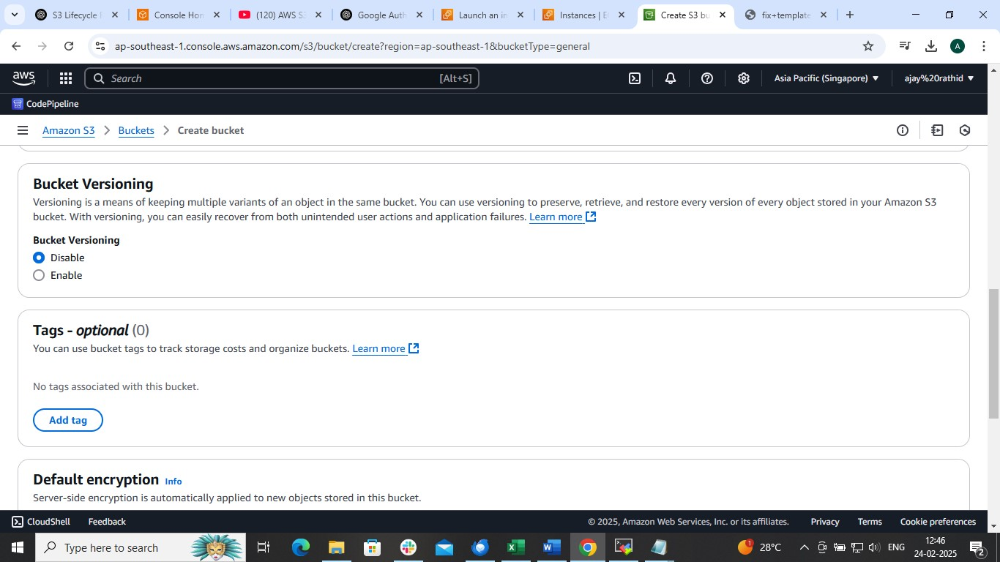 S3 Lifecycle
Console Hon
(120) AWS S3
Google Auth
Launch an in
Instances | E
Create S3 bu
fix+template
ap-southeast-1.console.aws.amazon.com/s3/bucket/create?region=ap-southeast-1&bucketType=general
A
aws
Search
[Alt+S]
Asia Pacific (Singapore)
ajay%20rathid
CodePipeline
Amazon S3
Buckets
Create bucket
Bucket Versioning
Versioning is a means of keeping multiple variants of an object in the same bucket. You can use versioning to preserve, retrieve, and restore every version of every object stored in your Amazon S3
bucket. With versioning, you can easily recover from both unintended user actions and application failures. Learn more
Bucket Versioning
Disable
Enable
Tags - optional (0)
You can use bucket tags to track storage costs and organize buckets. Learn more
No tags associated with this bucket.
Add tag
Default encryption Info
Server-side encryption is automatically applied to new objects stored in this bucket.
CloudShell
Feedback
© 2025, Amazon Web Services, Inc. or its affiliates.
Privacy
Terms
Cookie preferences
Type here to search
1
28°C
ENG
12:46
24-02-2025
2